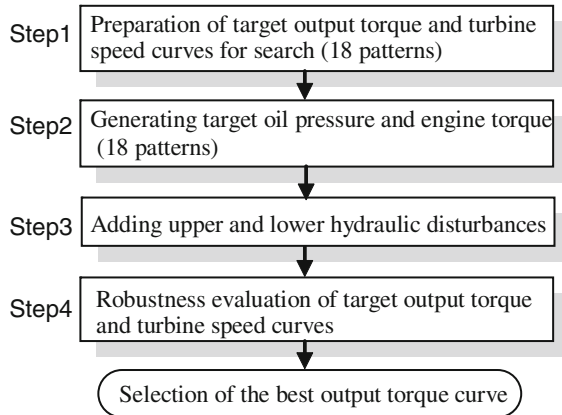 Step1
Preparation of target output torque and turbine
speed curves for search (18 patterns)
Step2
Generating target oil pressure and engine torque
(18 patterns)
Step3
Adding upper and lower hydraulic disturbances
Step4
Robustness evaluation of target output torque
and turbine speed curves
Selection of the best output torque curve